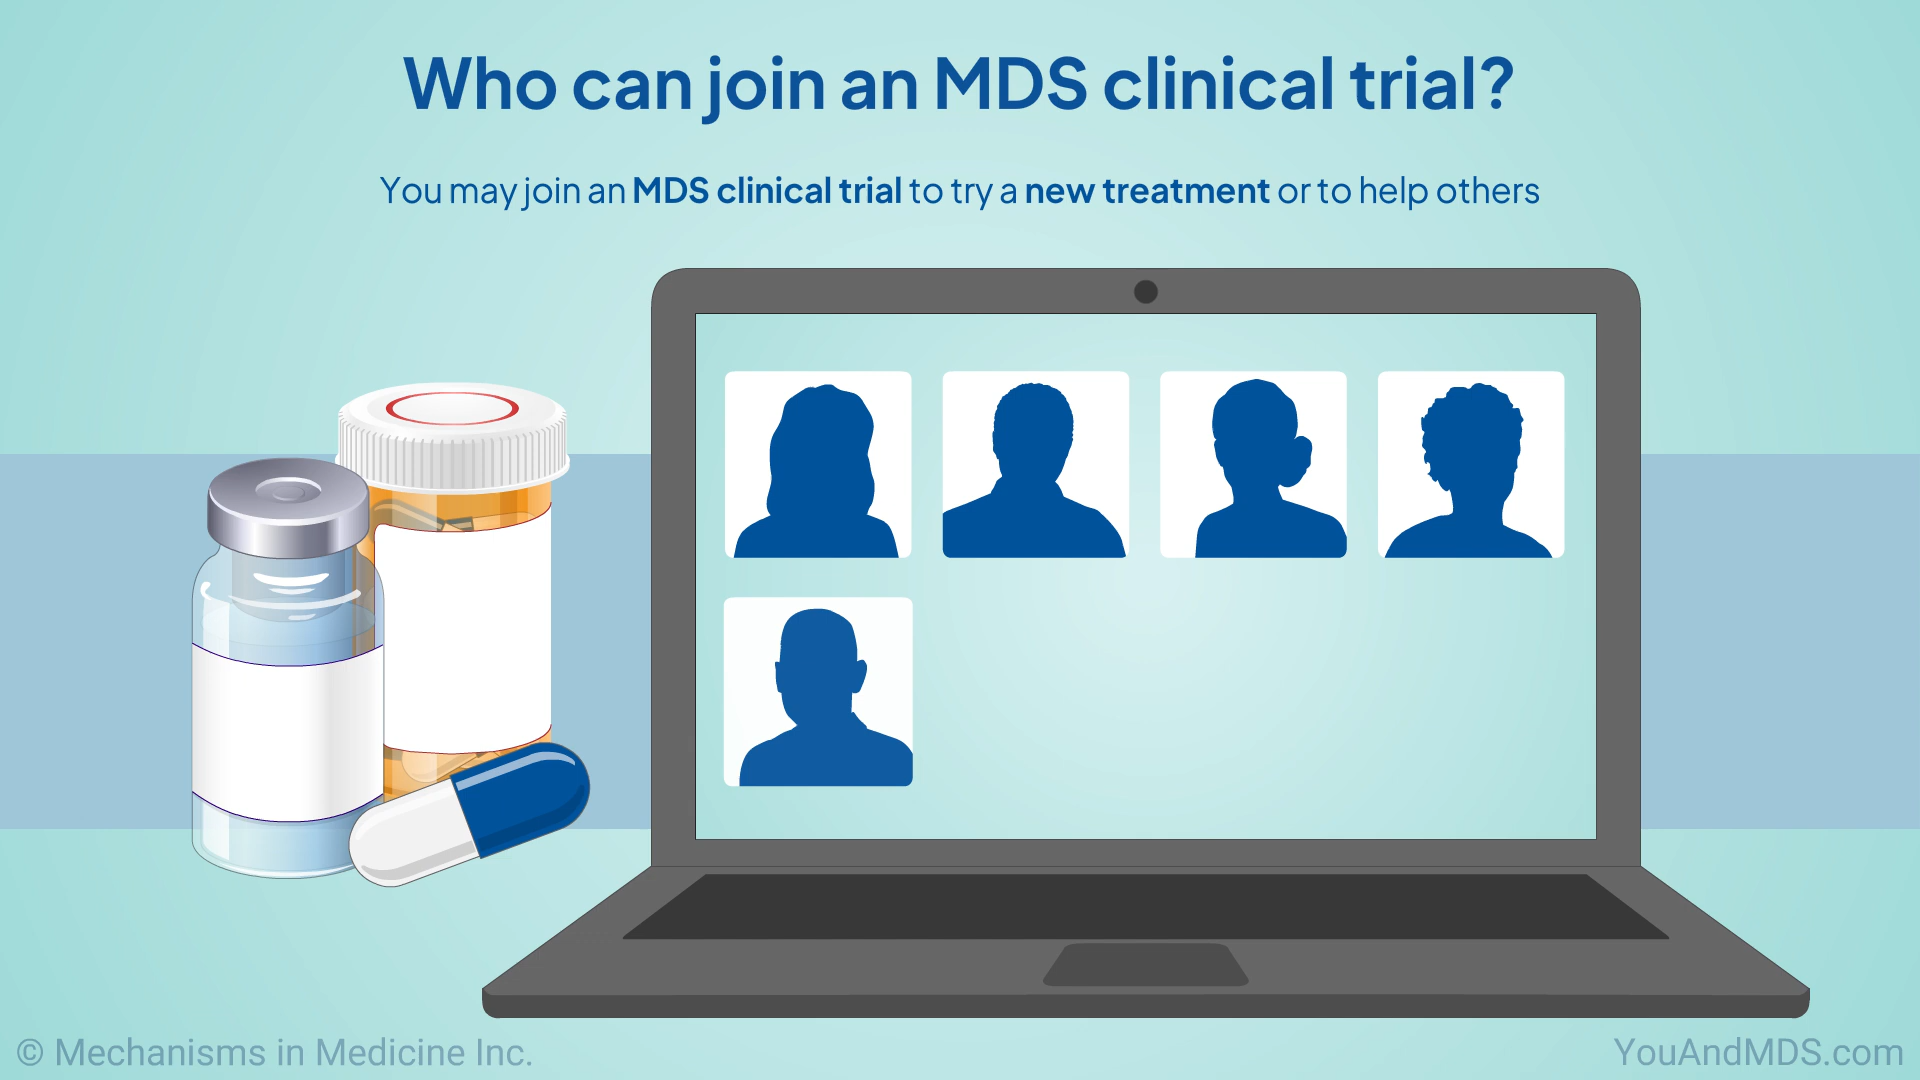 Who can join an MDS clinical trial?
You may join an MDS clinical trial to try a new treatment or to help others
© Mechanisms in Medicine Inc.
YouAndMDS.com